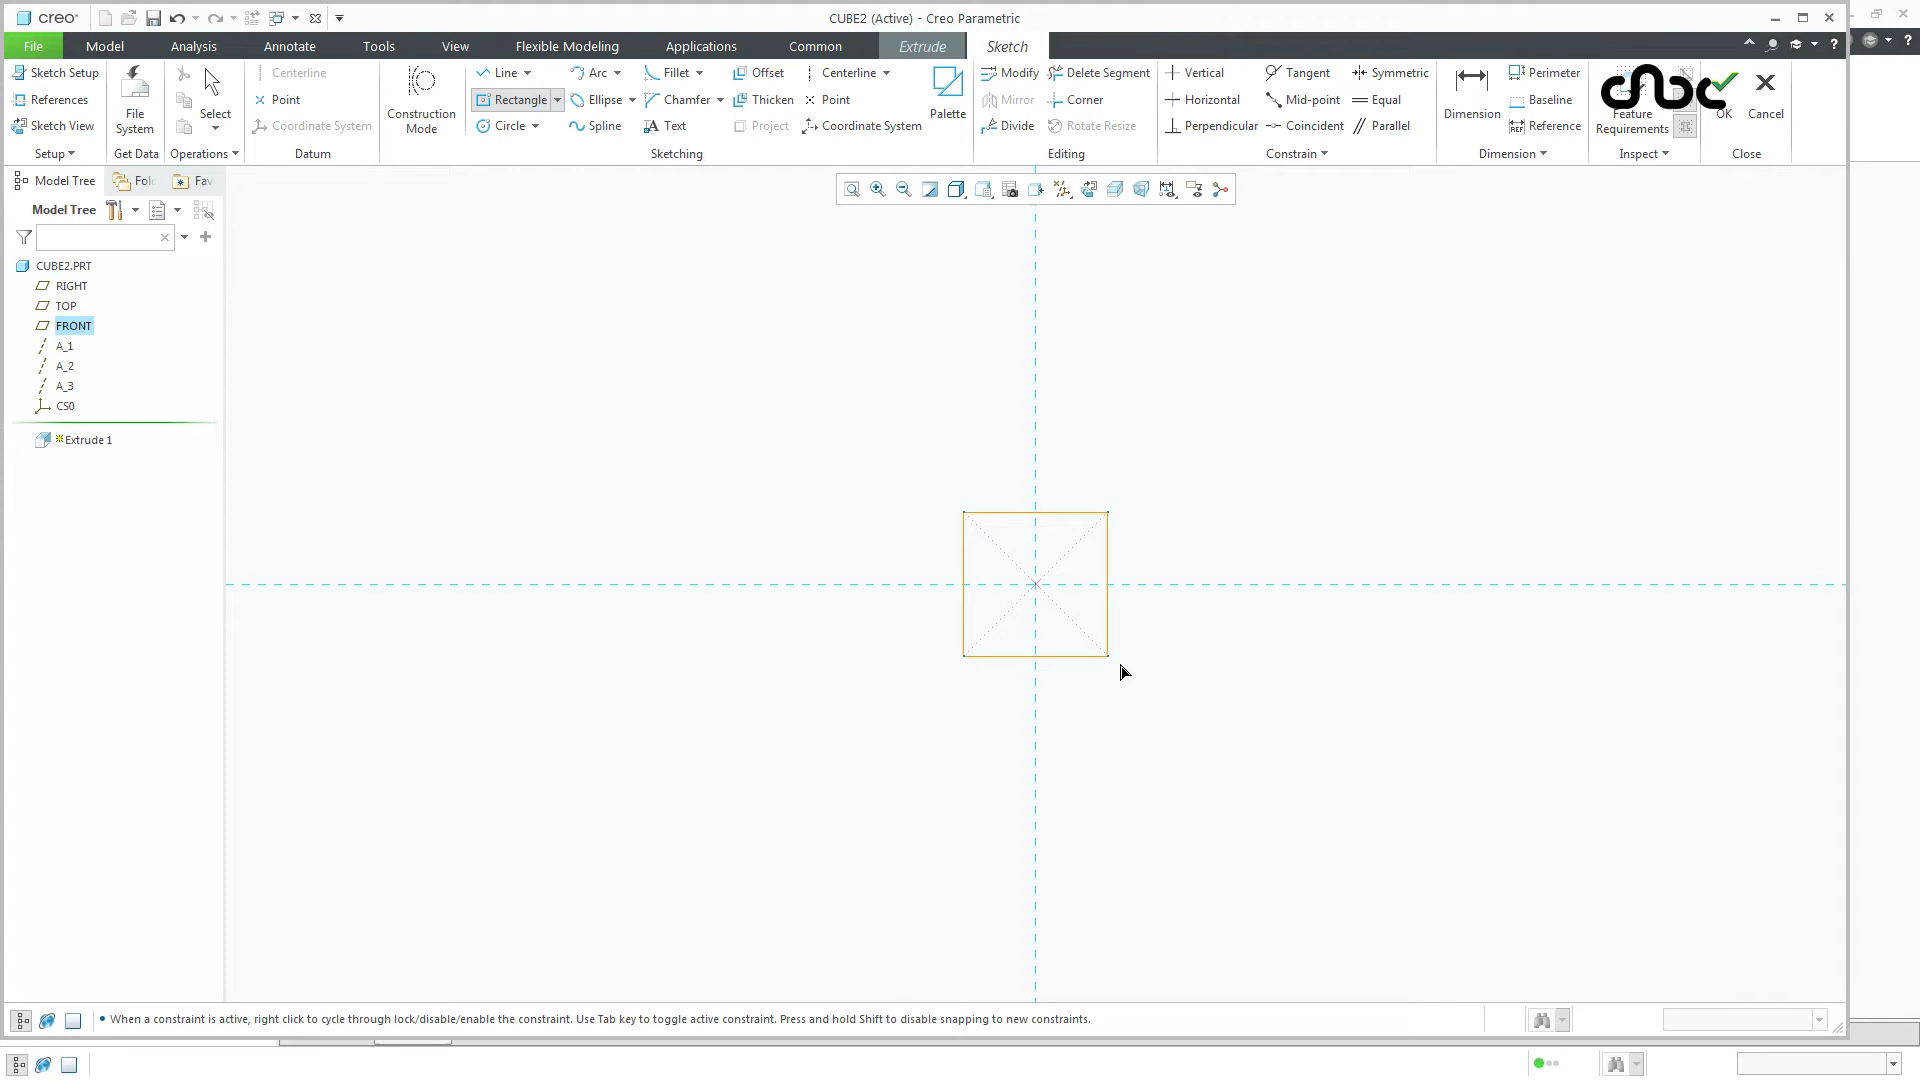 creo
CUBE2 (Active) - Creo Parametric
File Model Analysis Annotate Tools View Flexible Modeling Applications Common Extrude Sketch
Sketch Setup
References
Sketch View
Setup
File System
Get Data
Select
Operations
Centerline
Point
Coordinate System
Datum
Construction Mode
Line Arc Fillet Offset Centerline
Rectangle Ellipse Chamfer Thicken Point
Circle Spline Text Project Coordinate System
Palette
Sketching
Modify Delete Segment
Mirror Corner
Divide Rotate Resize
Editing
Vertical Tangent Symmetric
Horizontal Mid-point Equal
Perpendicular Coincident Parallel
Constrain
Dimension
Perimeter
Baseline
Reference
Dimension
Feature Requirements
Inspect
OK
Cancel
Close
Model Tree Fol Fav
Model Tree
CUBE2.PRT
RIGHT
TOP
FRONT
A_1
A_2
A_3
CS0
Extrude 1
• When a constraint is active, right click to cycle through lock/disable/enable the constraint. Use Tab key to toggle active constraint. Press and hold Shift to disable snapping to new constraints.